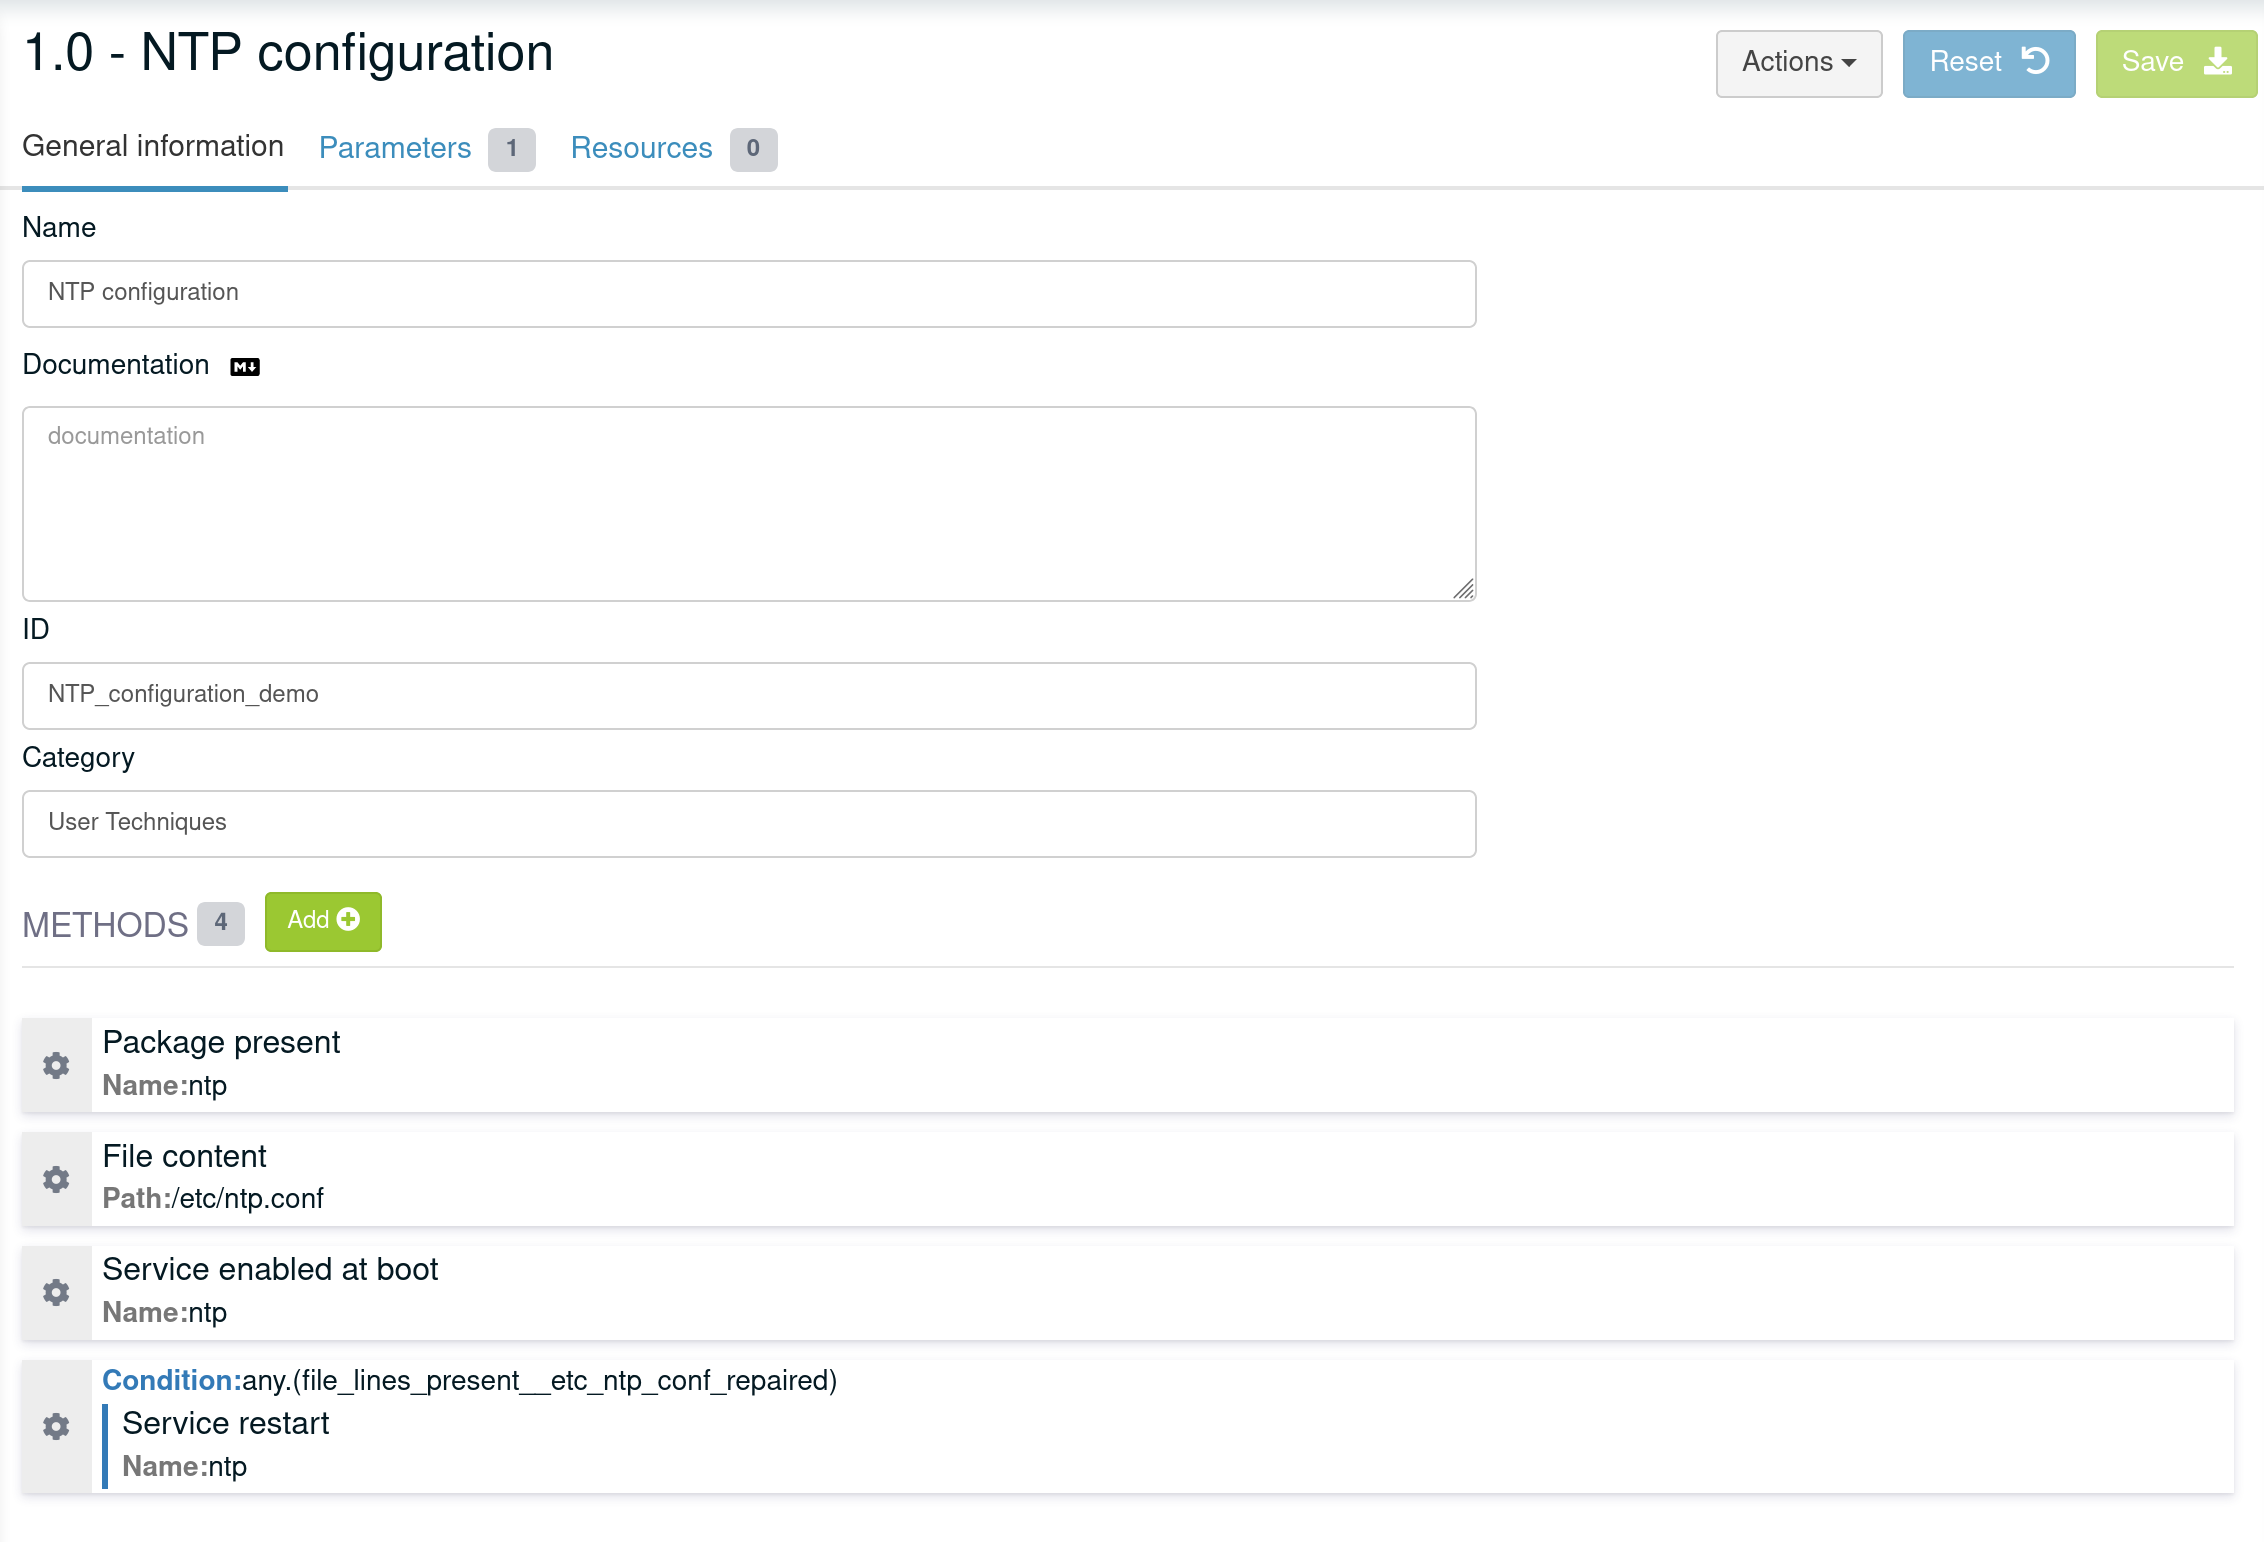 1.0 - NTP configuration
Actions Reset Save
General information Parameters 1 Resources 0
Name
NTP configuration
Documentation M
documentation
ID
NTP_configuration_demo
Category
User Techniques
METHODS 4 Add
Package present
Name:ntp
File content
Path:/etc/ntp.conf
Service enabled at boot
Name:ntp
Condition:any.(file_lines_present__etc_ntp_conf_repaired)
Service restart
Name:ntp